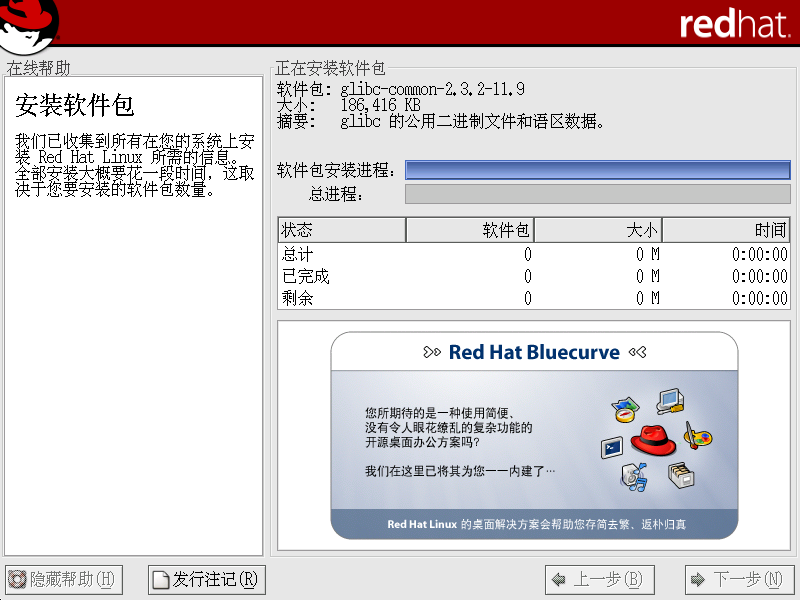 redhat.
在线帮助
安装软件包
我们已收集到所有在您的系统上安
装 Red Hat Linux 所需的信息。
全部安装大概要花一段时间，这取
决于您要安装的软件包数量。
正在安装软件包
软件包: glibc-common-2.3.2-11.9
大小: 186,416 KB
摘要: glibc 的公用二进制文件和语区数据。
软件包安装进程:
总进程:
状态 软件包 大小 时间
总计 0 0 M 0:00:00
已完成 0 0 M 0:00:00
剩余 0 0 M 0:00:00
Red Hat Bluecurve
您所期待的是一种使用简便、
没有令人眼花缭乱的复杂功能的
开源桌面办公方案吗?
我们在这里已将其为您一一内建了…
Red Hat Linux 的桌面解决方案会帮助您存简去繁、返朴归真
隐藏帮助(H) 发行注记(R) 上一步(B) 下一步(N)